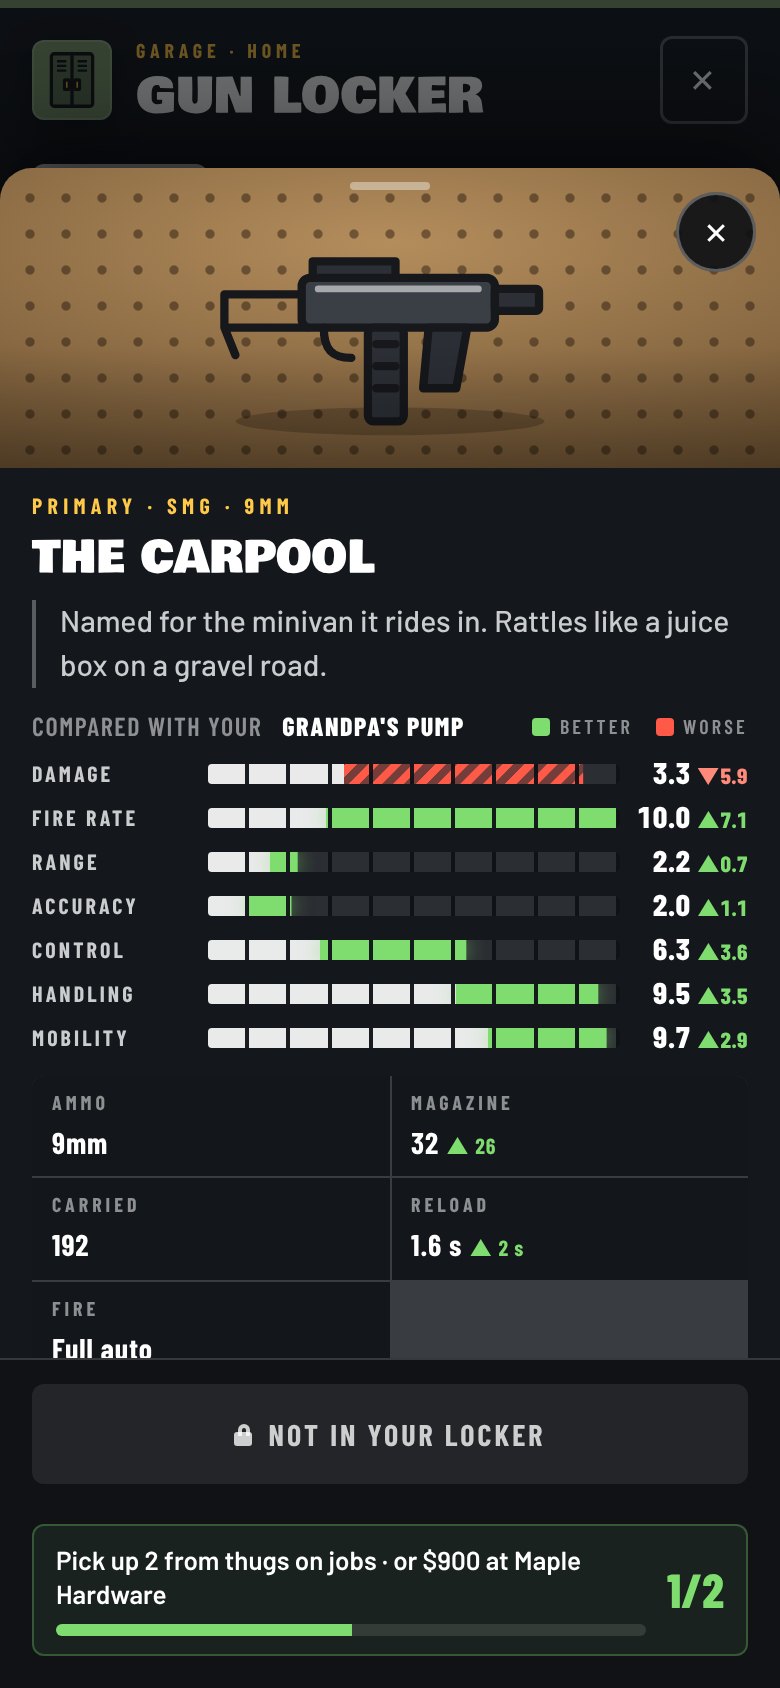 GARAGE · HOME
GUN LOCKER
PRIMARY · SMG · 9MM
THE CARPOOL
Named for the minivan it rides in. Rattles like a juice
box on a gravel road.
COMPARED WITH YOUR GRANDPA'S PUMP BETTER WORSE
DAMAGE 3.3 ▼5.9
FIRE RATE 10.0 ▲7.1
RANGE 2.2 ▲0.7
ACCURACY 2.0 ▲1.1
CONTROL 6.3 ▲3.6
HANDLING 9.5 ▲3.5
MOBILITY 9.7 ▲2.9
AMMO MAGAZINE
9mm 32 ▲ 26
CARRIED RELOAD
192 1.6 s ▲ 2 s
FIRE
Full auto
NOT IN YOUR LOCKER
Pick up 2 from thugs on jobs · or $900 at Maple
Hardware
1/2